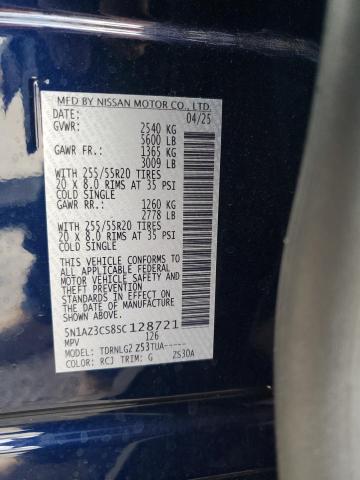 MFD BY NISSAN MOTOR CO., LTD.
DATE: 04/25
GVWR: 2540 KG
5600 LB
GAWR FR.: 1365 KG
3009 LB
WITH 255/55R20 TIRES
20 X 8.0 RIMS AT 35 PSI
COLD SINGLE
GAWR RR.: 1260 KG
2778 LB
WITH 255/55R20 TIRES
20 X 8.0 RIMS AT 35 PSI
COLD SINGLE
THIS VEHICLE CONFORMS TO
ALL APPLICABLE FEDERAL
MOTOR VEHICLE SAFETY
STANDARDS IN EFFECT ON
THE DATE OF MANUFACTURE
SHOWN ABOVE.
5N1AZ3CS8SC128721
MPV 126
MODEL: TDRNLG2 Z53TUA-----
COLOR: RCJ TRIM: G ZS30A